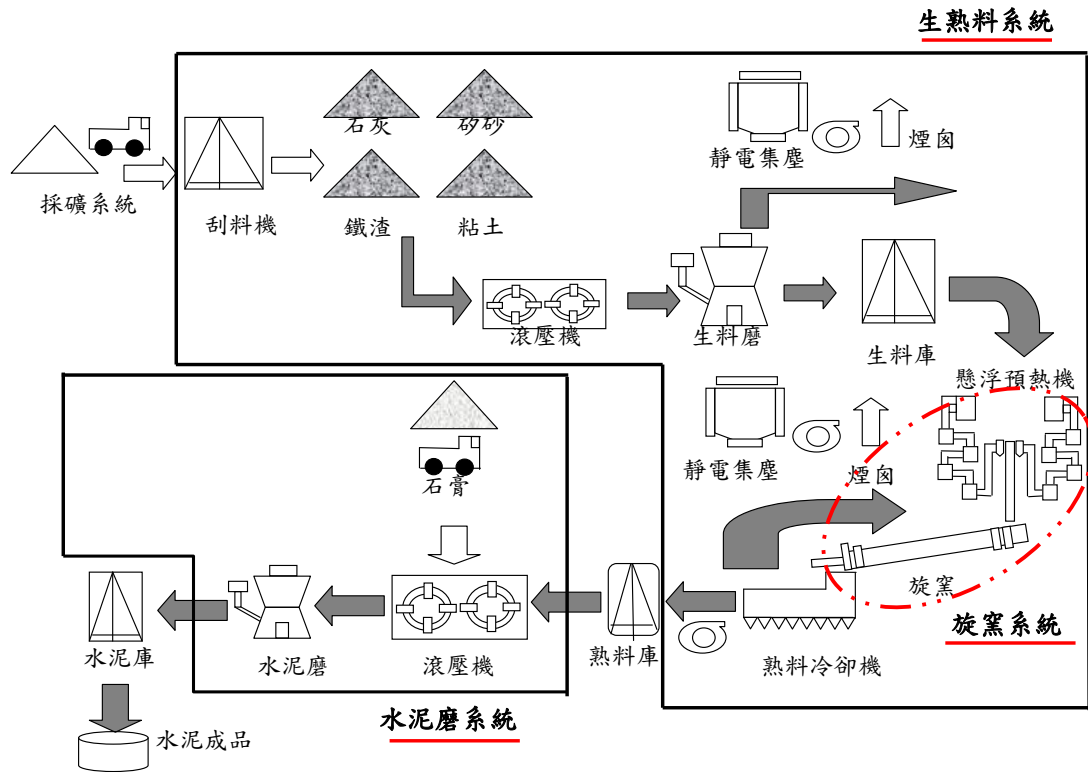 生熟料系統
石灰
矽砂
煙囪
靜電集塵
採礦系統
刮料機
鐵渣
粘土
滾壓機
生料磨
生料庫
懸浮預熱機
靜電集塵
煙囪
石膏
旋窯
旋窯系統
水泥庫
水泥磨
滾壓機
熟料庫
熟料冷卻機
水泥磨系統
水泥成品